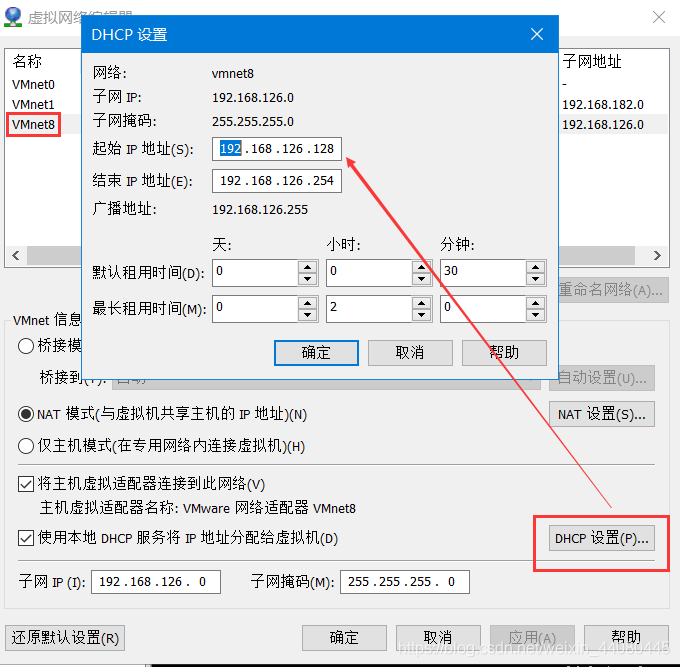 虚拟网络编辑器
DHCP 设置
名称
VMnet0
VMnet1
VMnet8
子网地址
-
192.168.182.0
192.168.126.0
网络:
vmnet8
子网 IP:
192.168.126.0
子网掩码:
255.255.255.0
起始 IP 地址(S):
192 . 168 . 126 . 128
结束 IP 地址(E):
192 . 168 . 126 . 254
广播地址:
192.168.126.255
天:
小时:
分钟:
默认租用时间(D):
0
0
30
最长租用时间(M):
0
2
0
确定
取消
帮助
重命名网络(A)...
VMnet 信息
桥接模
桥接到(T):
自动
自动设置(U)...
NAT 模式(与虚拟机共享主机的 IP 地址)(N)
NAT 设置(S)...
仅主机模式(在专用网络内连接虚拟机)(H)
将主机虚拟适配器连接到此网络(V)
主机虚拟适配器名称: VMware 网络适配器 VMnet8
使用本地 DHCP 服务将 IP 地址分配给虚拟机(D)
DHCP 设置(P)...
子网 IP (I):
192 . 168 . 126 . 0
子网掩码(M):
255 . 255 . 255 . 0
还原默认设置(R)
确定
取消
应用(A)
帮助
https://blog.csdn.net/weixin_44080445